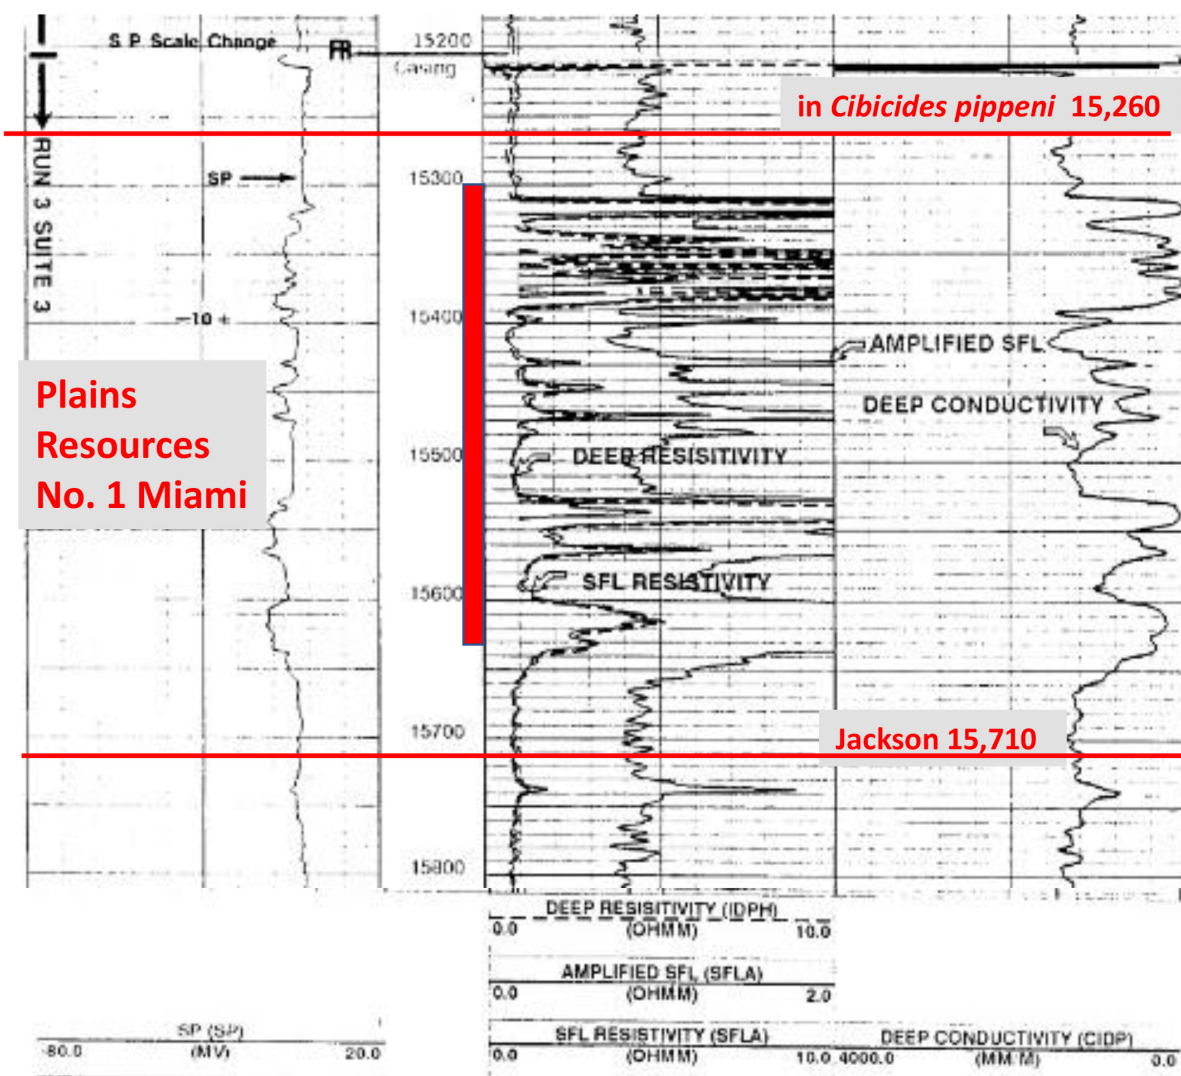 S P Scale Change
15200
Casing
in Cibicides pippeni 15,260
RUN 3 SUITE 3
SP
15300
-10 +
15400
AMPLIFIED SFL
Plains
Resources
No. 1 Miami
DEEP CONDUCTIVITY
15500
DEEP RESISITIVITY
SFL RESISTIVITY
15600
15700
Jackson 15,710
15800
DEEP RESISITIVITY (IDPH)
0.0 (OHMM) 10.0
AMPLIFIED SFL (SFLA)
0.0 (OHMM) 2.0
SP (SP)
-80.0 (MV) 20.0
SFL RESISTIVITY (SFLA)
0.0 (OHMM) 10.0
DEEP CONDUCTIVITY (CIDP)
4000.0 (MM/M) 0.0